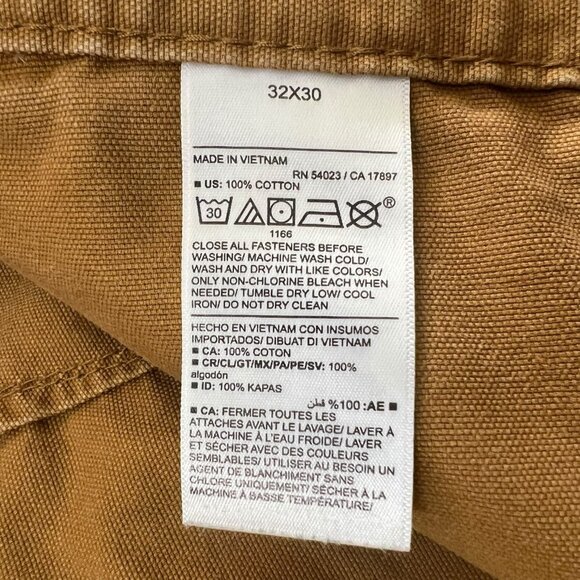 32X30
MADE IN VIETNAM
RN 54023 / CA 17897
■ US: 100% COTTON
30 ®
1166
CLOSE ALL FASTENERS BEFORE
WASHING/ MACHINE WASH COLD/
WASH AND DRY WITH LIKE COLORS/
ONLY NON-CHLORINE BLEACH WHEN
NEEDED/ TUMBLE DRY LOW/ COOL
IRON/ DO NOT DRY CLEAN
HECHO EN VIETNAM CON INSUMOS
IMPORTADOS/ DIBUAT DI VIETNAM
■ CA: 100% COTON
■ CR/CL/GT/MX/PA/PE/SV: 100%
algodón
■ ID: 100% KAPAS
■ AE: 100% قطن
■ CA: FERMER TOUTES LES
ATTACHES AVANT LE LAVAGE/ LAVER À
LA MACHINE À L'EAU FROIDE/ LAVER
ET SÉCHER AVEC DES COULEURS
SEMBLABLES/ UTILISER AU BESOIN UN
AGENT DE BLANCHIMENT SANS
CHLORE UNIQUEMENT/ SÉCHER À LA
MACHINE À BASSE TEMPÉRATURE/